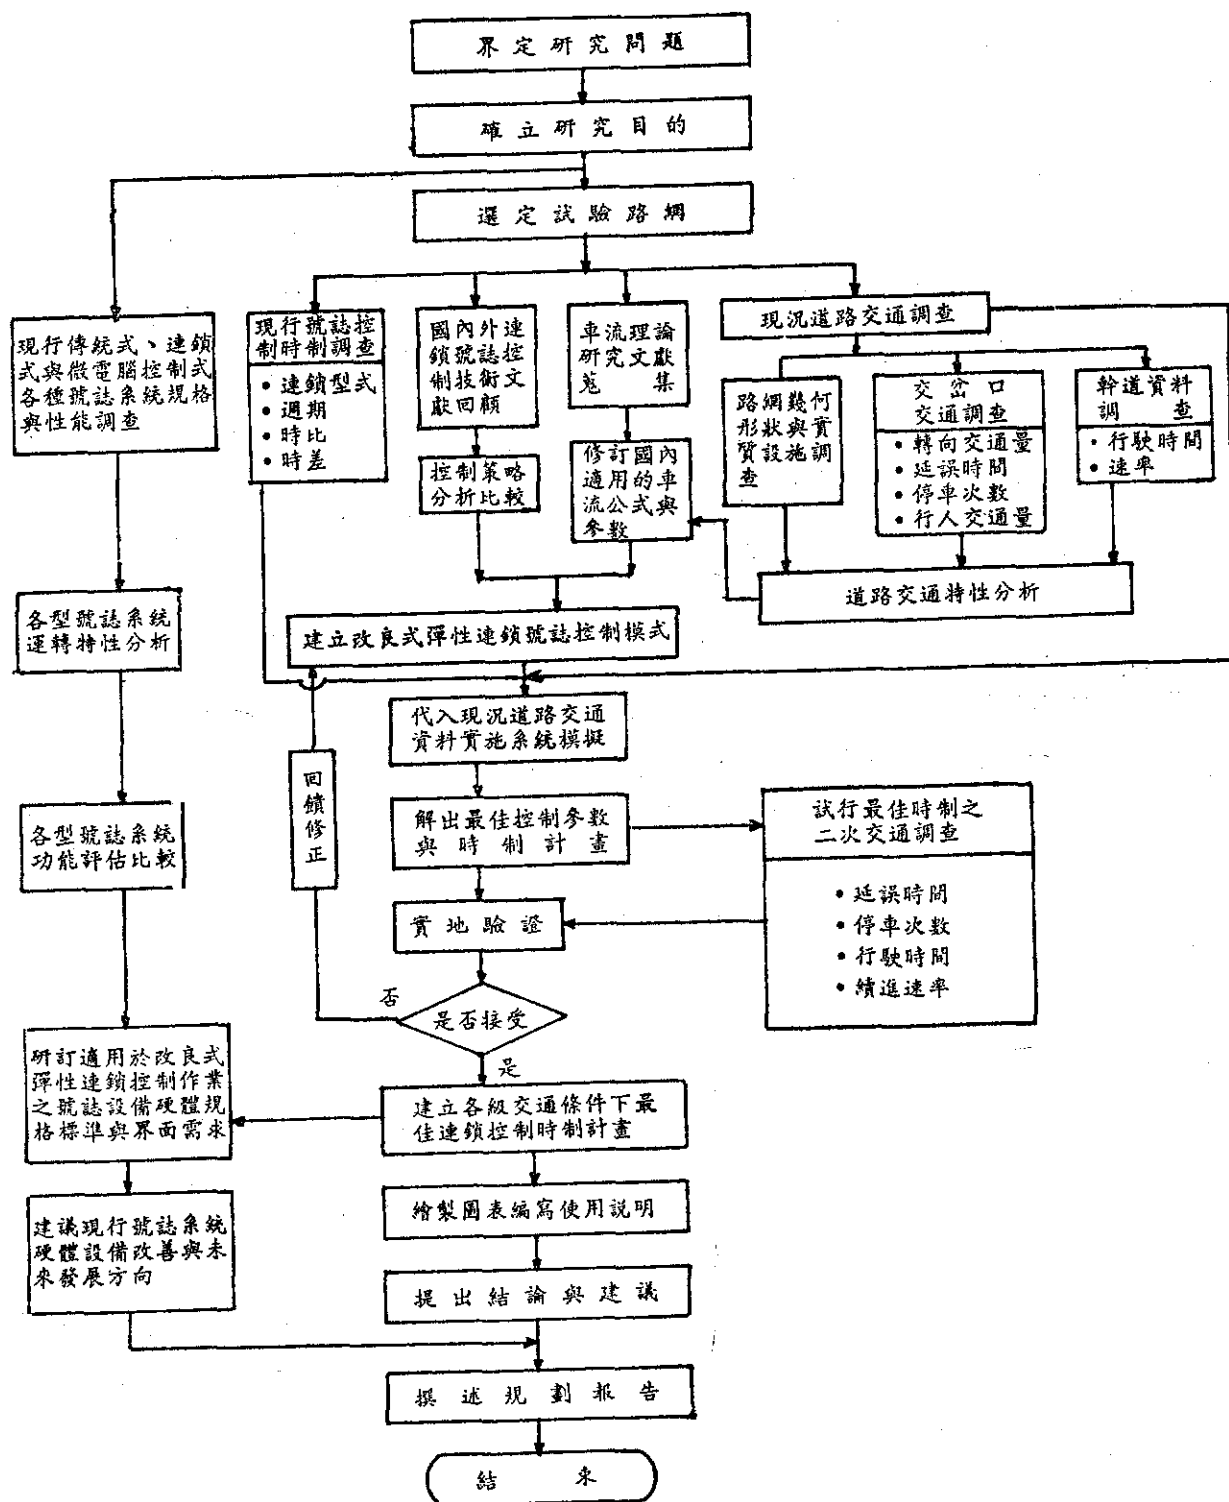 界定研究問題
確立研究目的
選定試驗路網
現行傳統式、連鎖
式與微電腦控制式
各種號誌系統規格
與性能調查
現行號誌控
制時制調查
• 連鎖型式
• 週期
• 時比
• 時差
國內外連
鎖號誌控
制技術文
獻回顧
控制策略
分析比較
車流理論
研究文獻
蒐集
修訂國內
適用的車
流公式與
參數
現況道路交通調查
路網幾何
形狀與實
質設施調
查
交岔口
交通調查
• 轉向交通量
• 延誤時間
• 停車次數
• 行人交通量
幹道資料
調查
• 行駛時間
• 速率
道路交通特性分析
各型號誌系統
運轉特性分析
建立改良式彈性連鎖號誌控制模式
代入現況道路交通
資料實施系統模擬
回饋修正
解出最佳控制參數
與時制計畫
試行最佳時制之
二次交通調查
• 延誤時間
• 停車次數
• 行駛時間
• 續進速率
各型號誌系統
功能評估比較
實地驗證
否
是否接受
是
研訂適用於改良式
彈性連鎖控制作業
之號誌設備硬體規
格標準與界面需求
建立各級交通條件下最
佳連鎖控制時制計畫
繪製圖表編寫使用說明
建議現行號誌系統
硬體設備改善與未
來發展方向
提出結論與建議
撰述規劃報告
結束